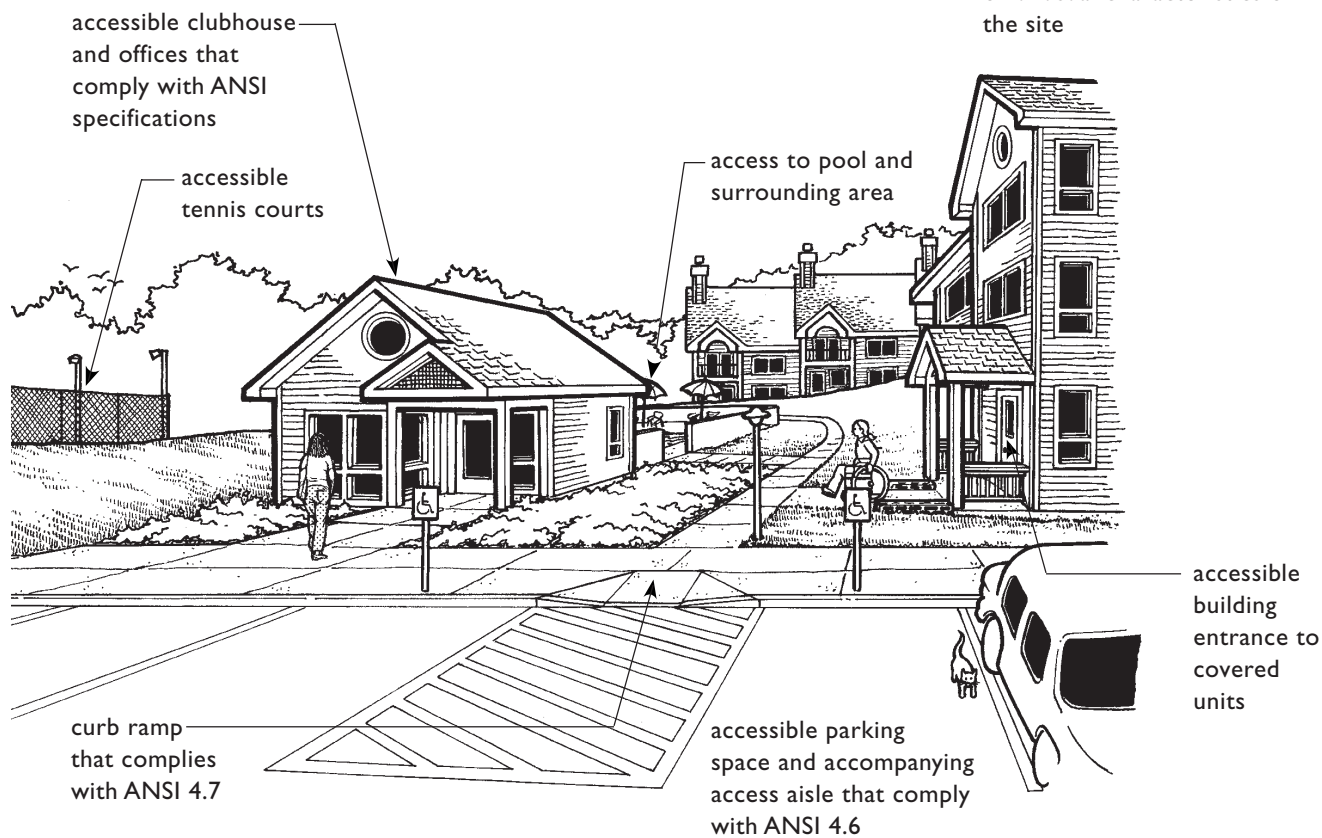 the site
accessible clubhouse
and offices that
comply with ANSI
specifications
accessible
tennis courts
access to pool and
surrounding area
accessible
building
entrance to
covered
units
curb ramp
that complies
with ANSI 4.7
accessible parking
space and accompanying
access aisle that comply
with ANSI 4.6